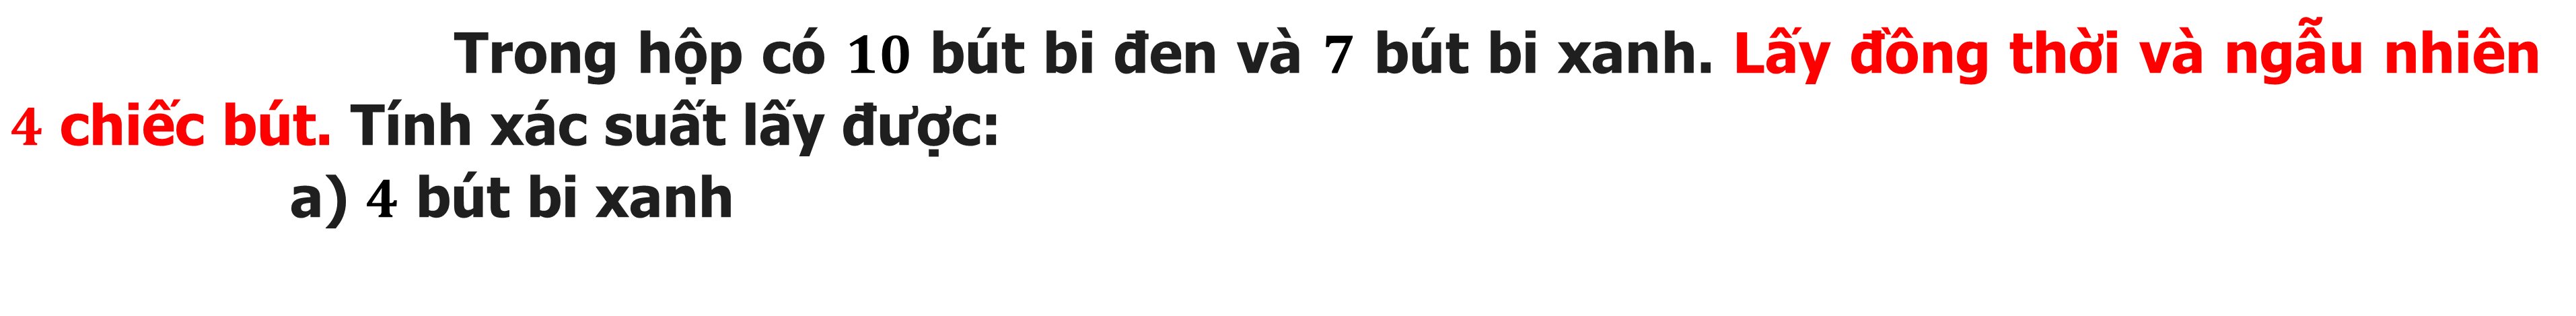 Trong hộp có 10 bút bi đen và 7 bút bi xanh. Lấy đồng thời và ngẫu nhiên
4 chiếc bút. Tính xác suất lấy được:
a) 4 bút bi xanh